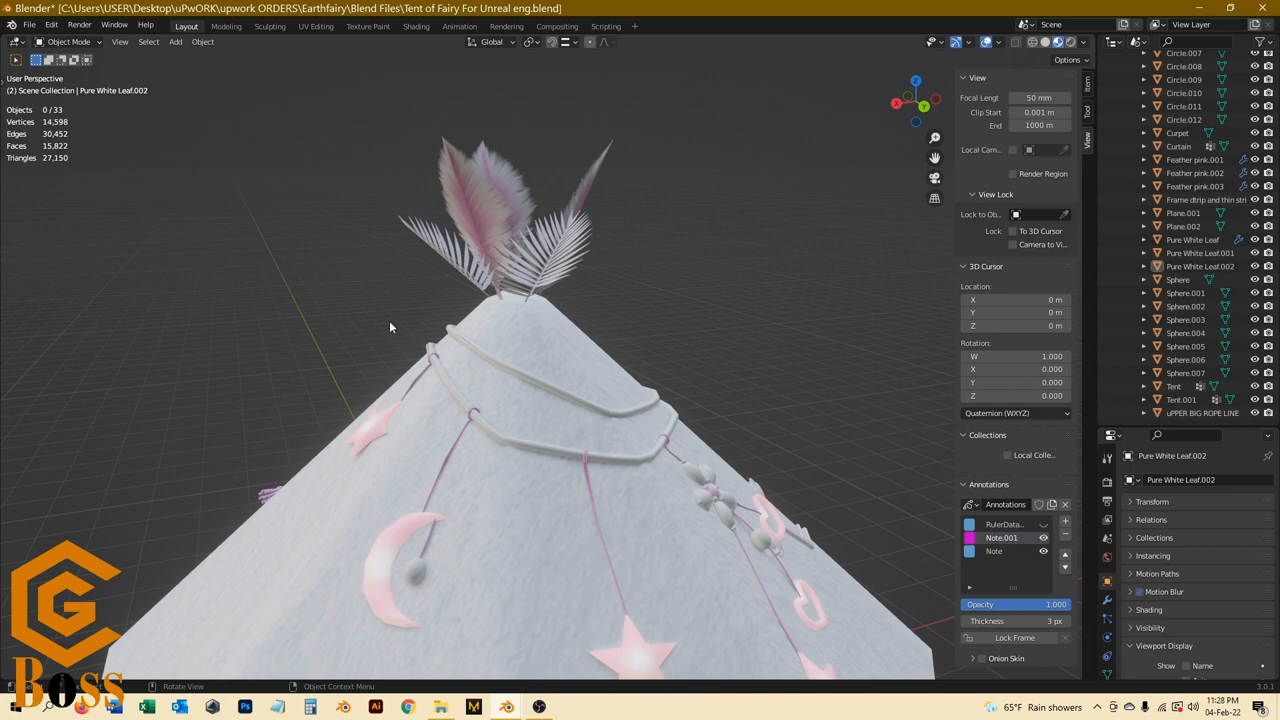 Blender* [C:\Users\USER\Desktop\uPwORK\upwork ORDERS\Earthfairy\Blend Files\Tent of Fairy For Unreal eng.blend]
File Edit Render Window Help Layout Modeling Sculpting UV Editing Texture Paint Shading Animation Rendering Compositing Scripting + Scene View Layer
Object Mode View Select Add Object Global
Options
User Perspective
(2) Scene Collection | Pure White Leaf.002
Objects 0 / 33
Vertices 14,598
Edges 30,452
Faces 15,822
Triangles 27,150
View
Focal Lengt 50 mm
Clip Start 0.001 m
End 1000 m
Local Cam...
Render Region
View Lock
Lock to Ob...
Lock To 3D Cursor
Camera to Vi...
3D Cursor
Location:
X 0 m
Y 0 m
Z 0 m
Rotation:
W 1.000
X 0.000
Y 0.000
Z 0.000
Quaternion (WXYZ)
Collections
Local Colle...
Annotations
Annotations
RulerData...
Note.001
Note
Opacity 1.000
Thickness 3 px
Lock Frame
Onion Skin
Item
Tool
View
X
Y
Z
Circle.007
Circle.008
Circle.009
Circle.010
Circle.011
Circle.012
Curpet
Curtain
Feather pink.001
Feather pink.002
Feather pink.003
Frame dtrip and thin stri
Plane.001
Plane.002
Pure White Leaf
Pure White Leaf.001
Pure White Leaf.002
Sphere
Sphere.001
Sphere.002
Sphere.003
Sphere.004
Sphere.005
Sphere.006
Sphere.007
Tent
Tent.001
uPPER BIG ROPE LINE
Pure White Leaf.002
Pure White Leaf.002
Transform
Relations
Collections
Instancing
Motion Paths
Motion Blur
Shading
Visibility
Viewport Display
Show Name
G
BOSS
Rotate View Object Context Menu 3.0.1
65°F Rain showers
11:28 PM
04-Feb-22